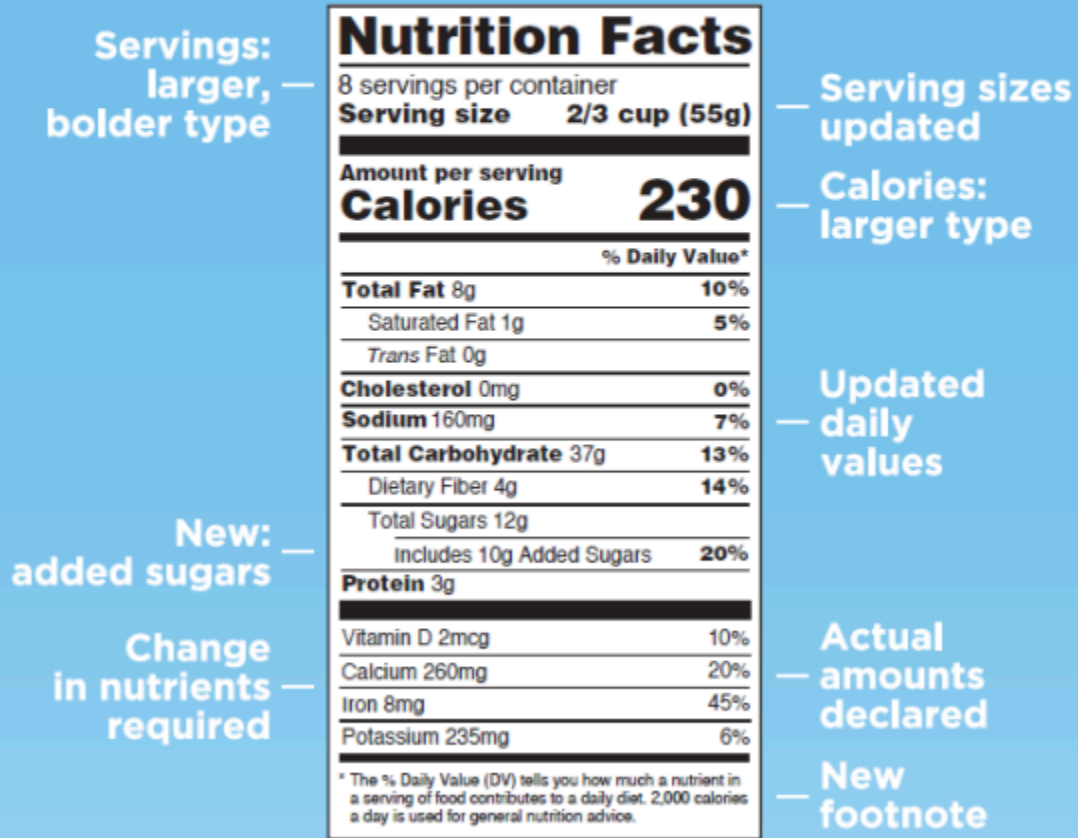 Servings:
larger,
bolder type
Nutrition Facts
8 servings per container
Serving size 2/3 cup (55g)
Serving sizes
updated
Amount per serving
Calories 230
Calories:
larger type
% Daily Value*
Total Fat 8g 10%
Saturated Fat 1g 5%
Trans Fat 0g
Cholesterol 0mg 0%
Sodium 160mg 7%
Total Carbohydrate 37g 13%
Dietary Fiber 4g 14%
Total Sugars 12g
Includes 10g Added Sugars 20%
Protein 3g
Updated
daily
values
New:
added sugars
Vitamin D 2mcg 10%
Calcium 260mg 20%
Iron 8mg 45%
Potassium 235mg 6%
Change
in nutrients
required
Actual
amounts
declared
* The % Daily Value (DV) tells you how much a nutrient in
a serving of food contributes to a daily diet. 2,000 calories
a day is used for general nutrition advice.
New
footnote